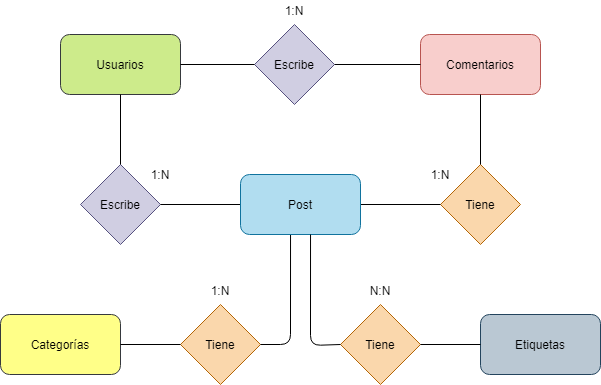 1:N
Usuarios
Escribe
Comentarios
1:N
1:N
Escribe
Post
Tiene
1:N
N:N
Categorías
Tiene
Tiene
Etiquetas